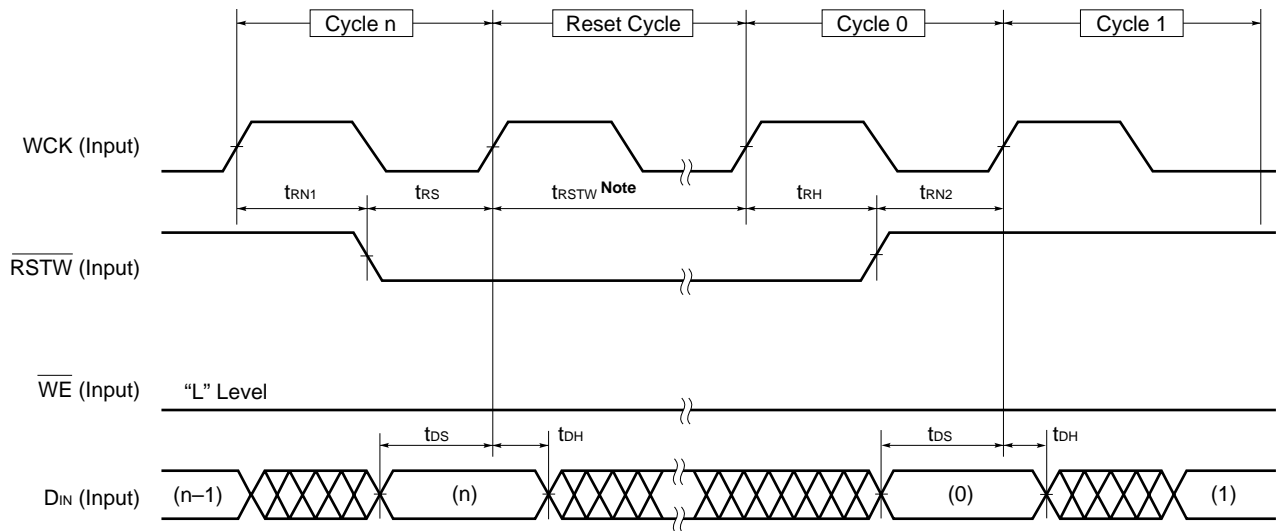 Cycle n Reset Cycle Cycle 0 Cycle 1
WCK (Input)
tRN1 tRS tRSTW Note tRH tRN2
RSTW (Input)
WE (Input) “L” Level
tDS tDH tDS tDH
DIN (Input) (n–1) (n) (0) (1)